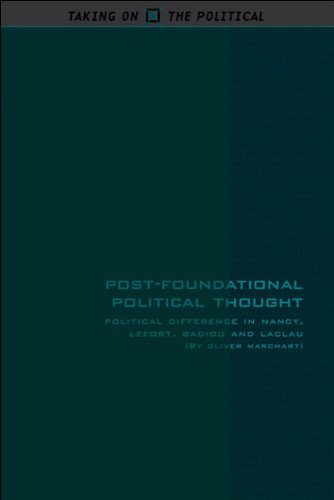 TAKING ON THE POLITICAL
POST-FOUNDATIONAL
POLITICAL THOUGHT
POLITICAL DIFFERENCE IN NANCY,
LEFORT, BADIOU AND LACLAU
(BY OLIVER MARCHART)